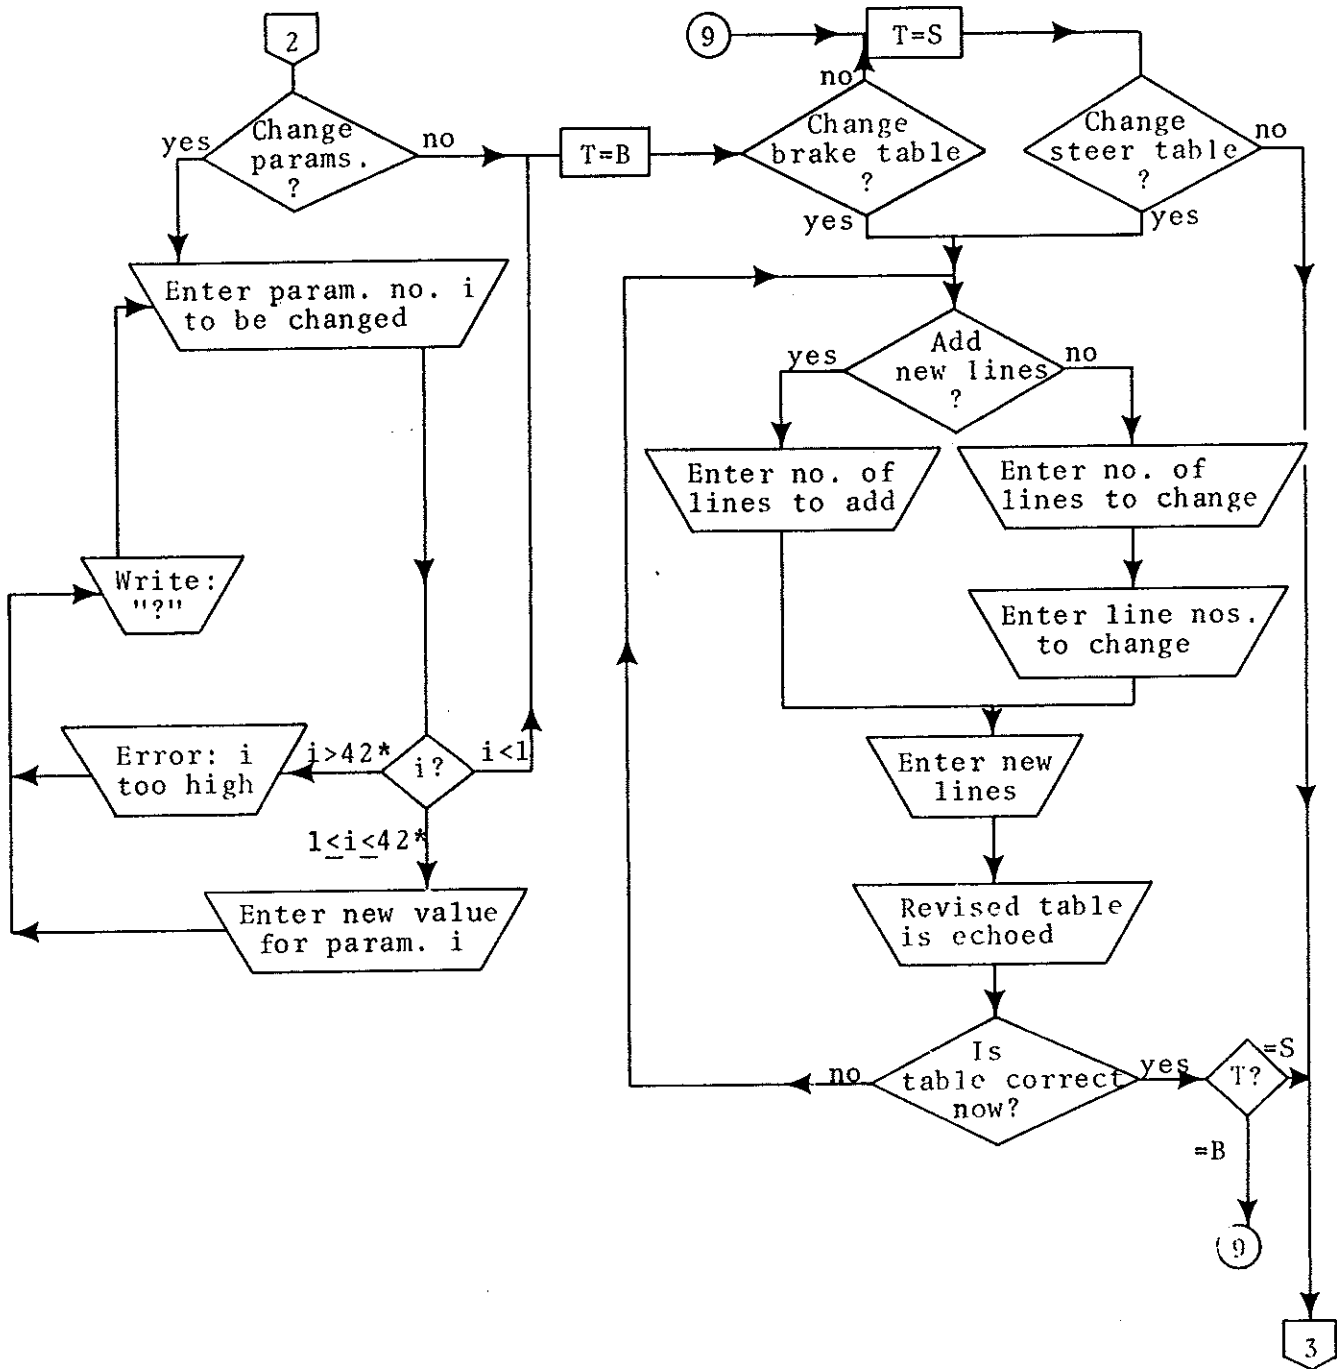 2
Change
params.
?
yes
no
Enter param. no. i
to be changed
Write:
"?"
Error: i
too high
i>42*
i?
i<1
1≤i≤42*
Enter new value
for param. i
T=B
9
T=S
no
Change
brake table
?
yes
Change
steer table
?
no
yes
Add
new lines
?
yes
no
Enter no. of
lines to add
Enter no. of
lines to change
Enter line nos.
to change
Enter new
lines
Revised table
is echoed
Is
table correct
now?
no
yes
T?
=S
=B
9
3